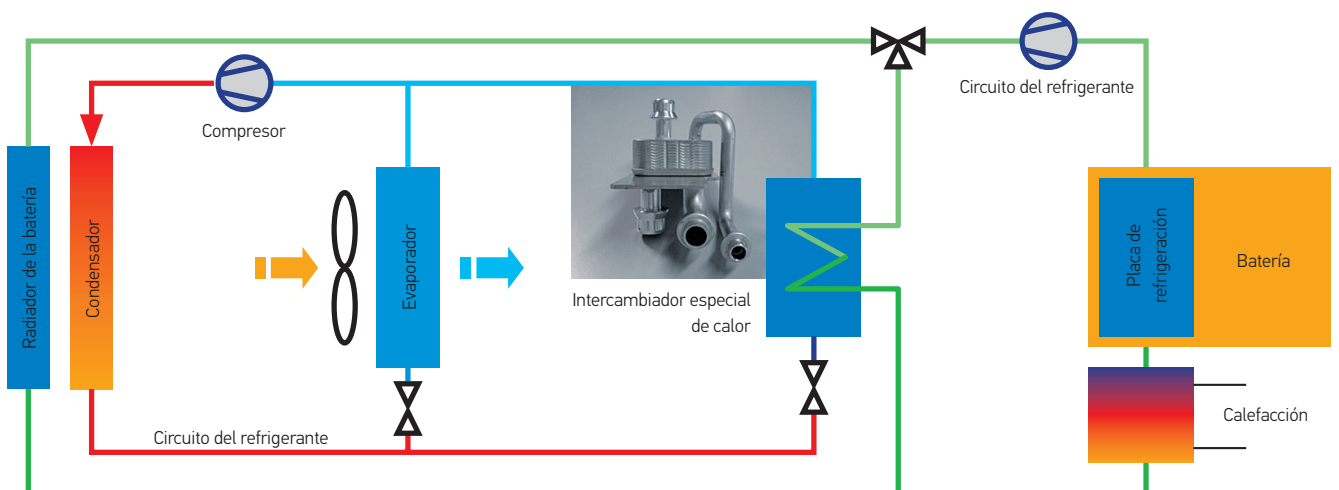 Circuito del refrigerante
Compresor
Radiador de la batería
Condensador
Evaporador
Intercambiador especial
de calor
Placa de
refrigeración
Batería
Calefacción
Circuito del refrigerante